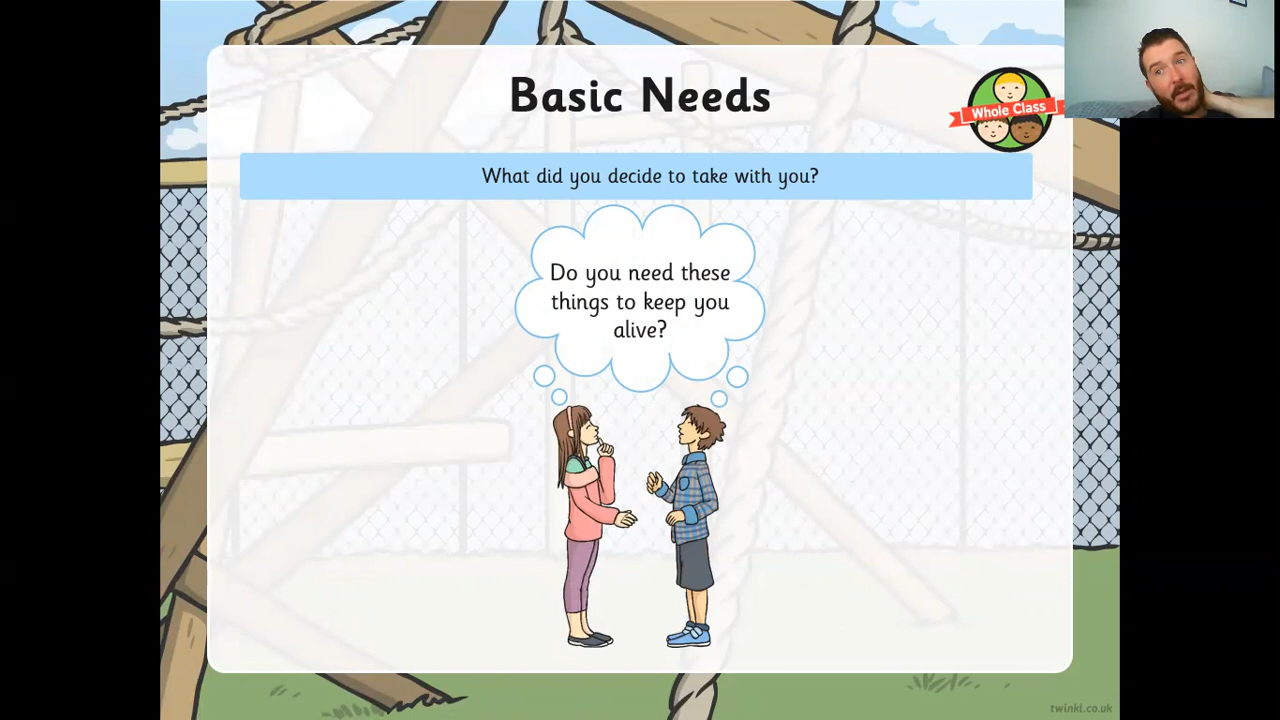 Basic Needs
Whole Class
What did you decide to take with you?
Do you need these
things to keep you
alive?
twinkl.co.uk